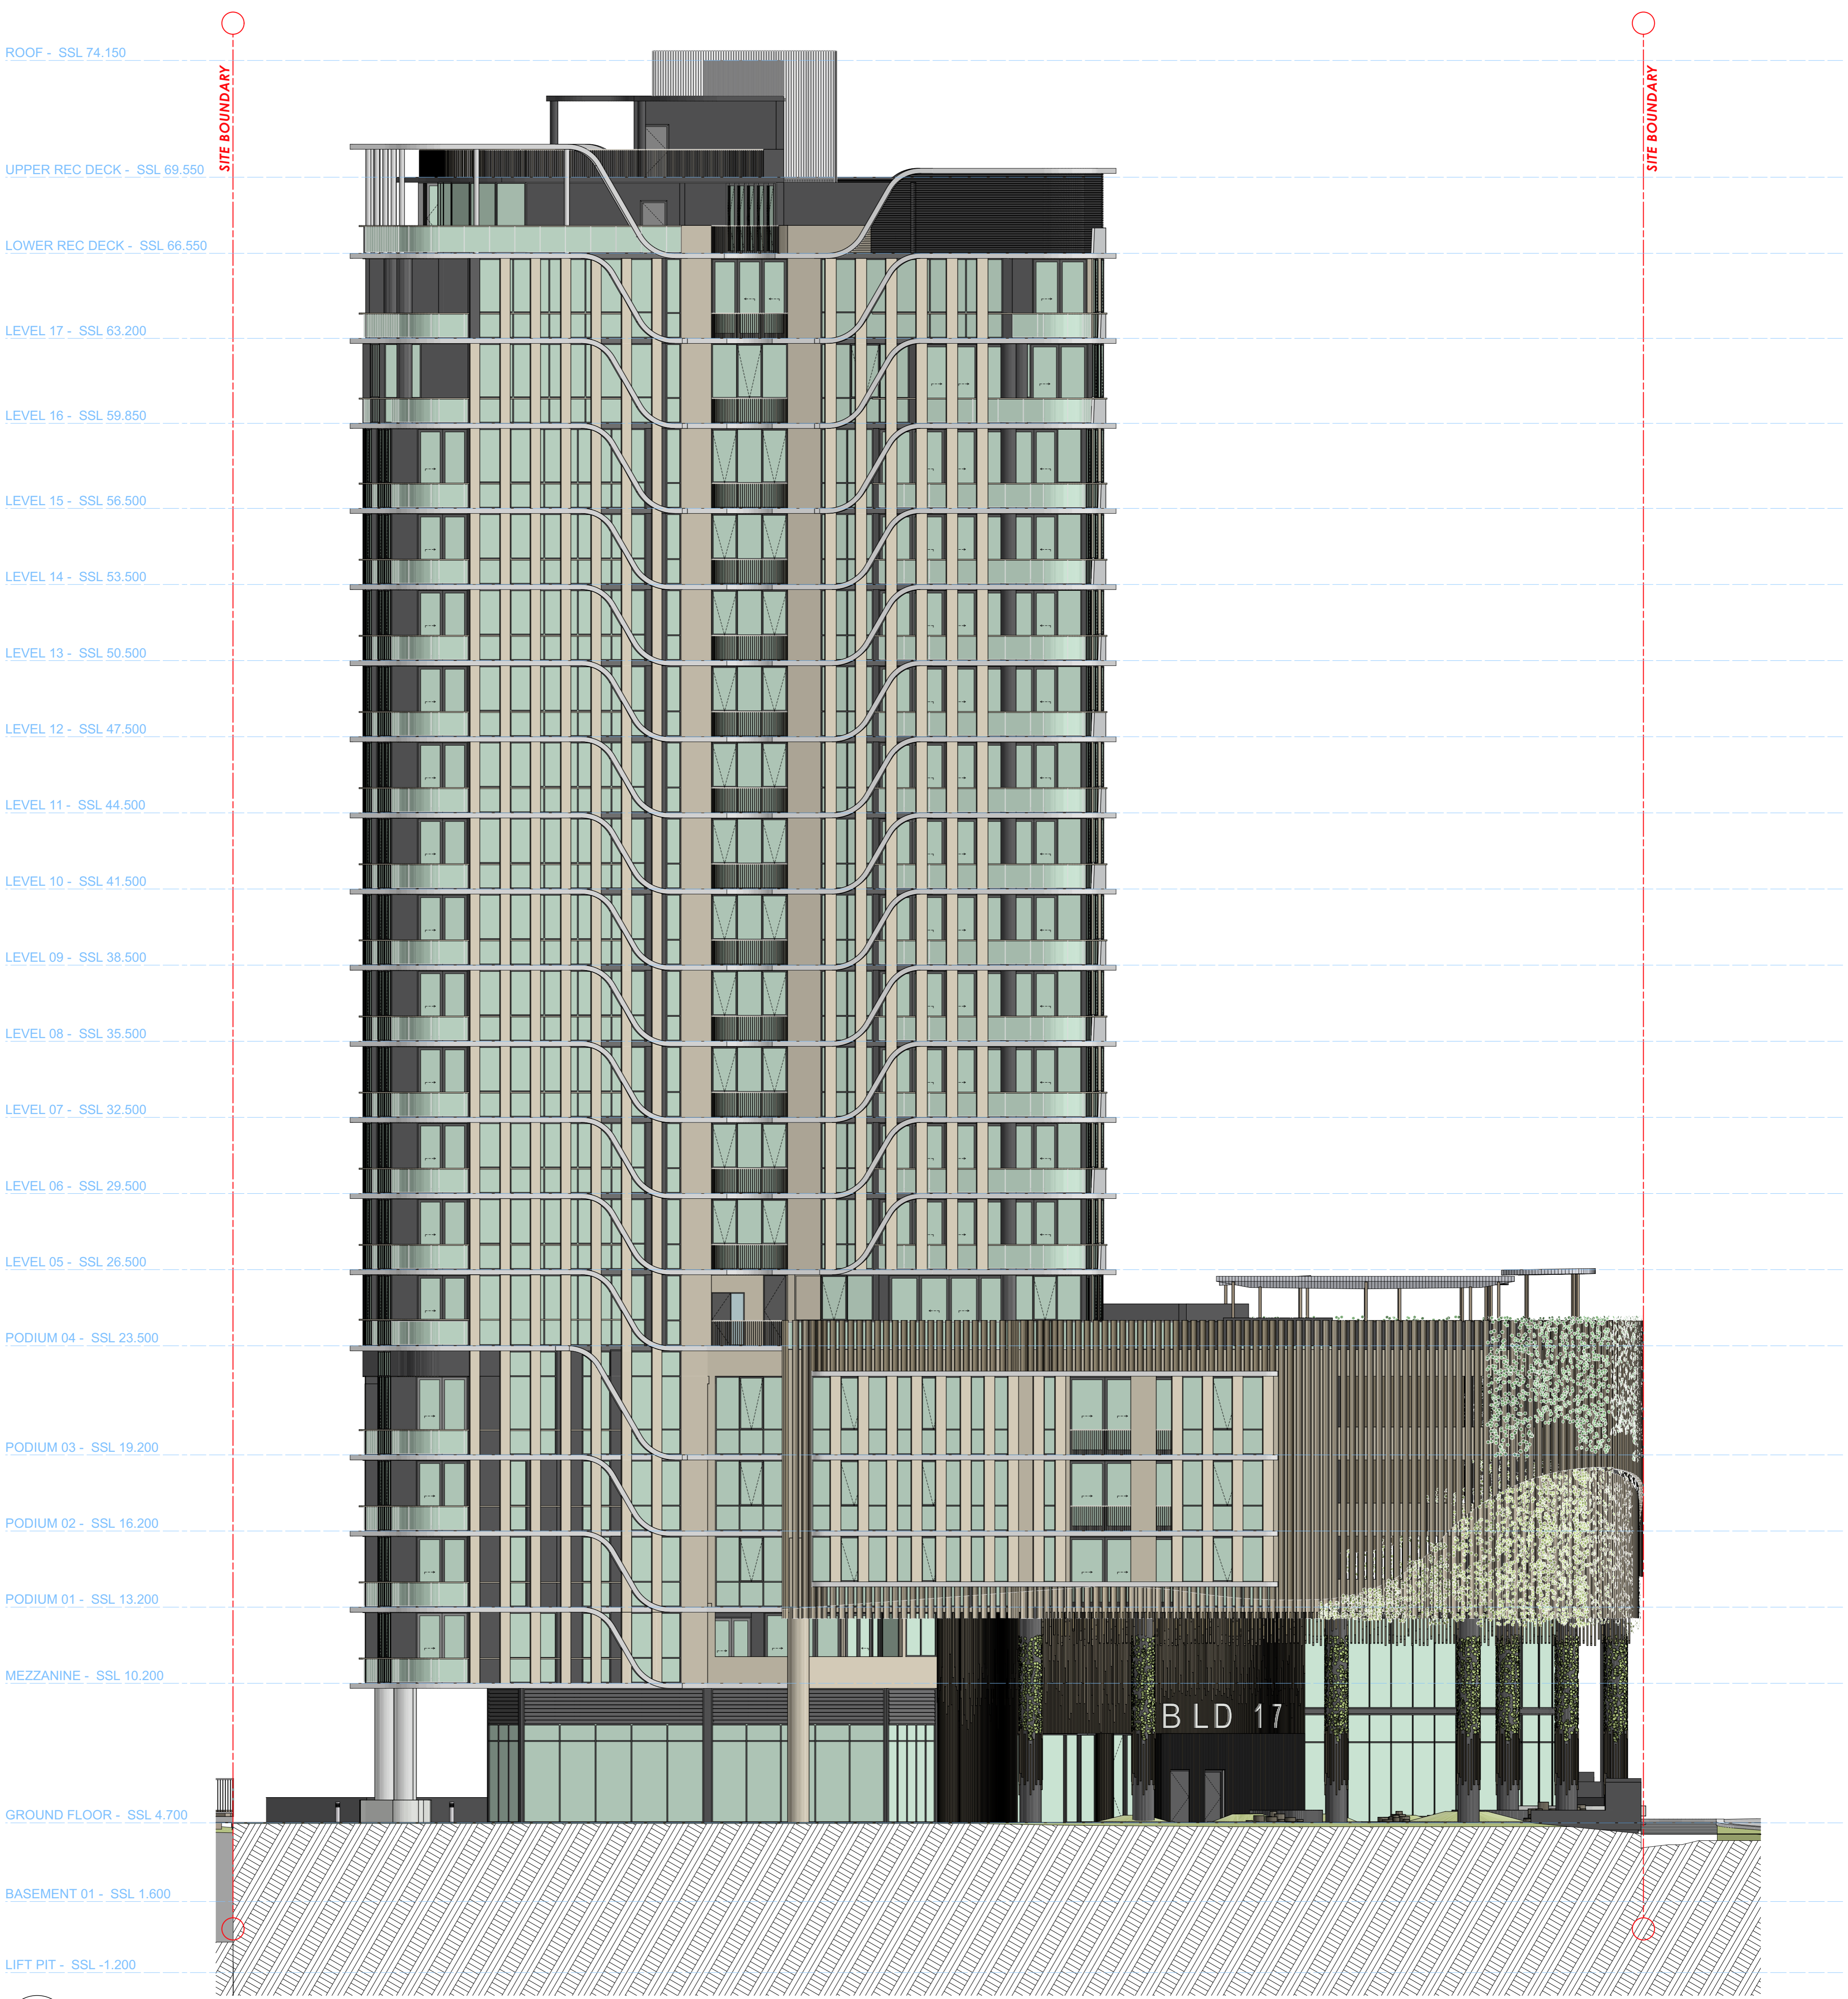 ROOF - SSL 74.150
SITE BOUNDARY
SITE BOUNDARY
UPPER REC DECK - SSL 69.550
LOWER REC DECK - SSL 66.550
LEVEL 17 - SSL 63.200
LEVEL 16 - SSL 59.850
LEVEL 15 - SSL 56.500
LEVEL 14 - SSL 53.500
LEVEL 13 - SSL 50.500
LEVEL 12 - SSL 47.500
LEVEL 11 - SSL 44.500
LEVEL 10 - SSL 41.500
LEVEL 09 - SSL 38.500
LEVEL 08 - SSL 35.500
LEVEL 07 - SSL 32.500
LEVEL 06 - SSL 29.500
LEVEL 05 - SSL 26.500
PODIUM 04 - SSL 23.500
PODIUM 03 - SSL 19.200
PODIUM 02 - SSL 16.200
PODIUM 01 - SSL 13.200
MEZZANINE - SSL 10.200
BLD 17
GROUND FLOOR - SSL 4.700
BASEMENT 01 - SSL 1.600
LIFT PIT - SSL -1.200